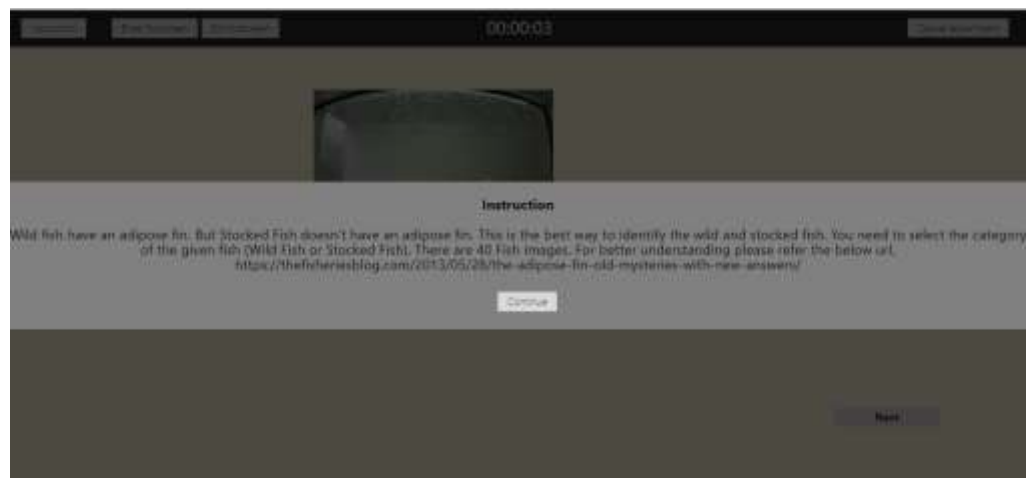 00:00:03
Instruction
Wild fish have an adipose fin. But Stocked Fish doesn't have an adipose fin. This is the best way to identify the wild and stocked fish. You need to select the category
of the given fish (Wild Fish or Stocked Fish). There are 40 Fish images. For better understanding please refer the below url.
https://thefisheriesblog.com/2013/05/28/the-adipose-fin-old-mysteries-with-new-answers/
Continue
Next